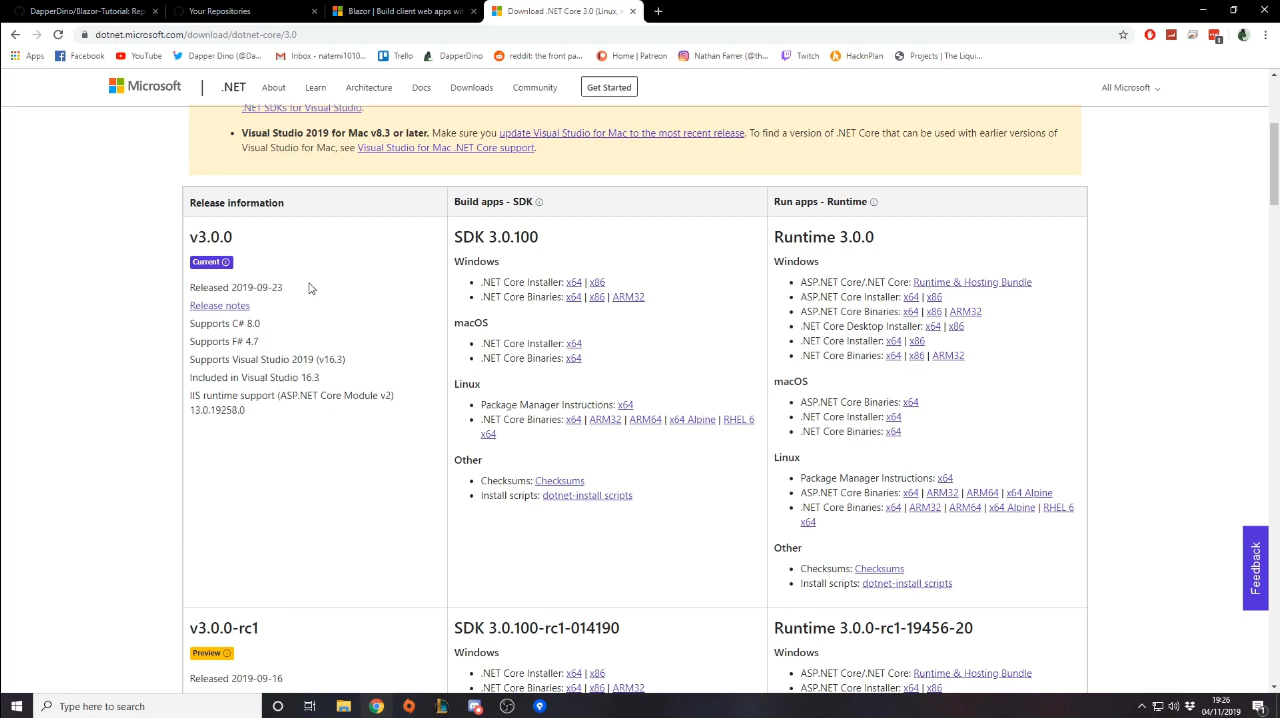 DapperDino/Blazor-Tutorial: Rep
Your Repositories
Blazor | Build client web apps wit
Download .NET Core 3.0 (Linux, m
dotnet.microsoft.com/download/dotnet-core/3.0
Apps
Facebook
YouTube
Dapper Dino (@Da...
Inbox - natemi1010...
Trello
DapperDino
reddit: the front pa...
Home | Patreon
Nathan Farrer (@th...
Twitch
HacknPlan
Projects | The Liqui...
Microsoft
.NET
About
Learn
Architecture
Docs
Downloads
Community
Get Started
All Microsoft
.NET SDKs for Visual Studio.
Visual Studio 2019 for Mac v8.3 or later. Make sure you update Visual Studio for Mac to the most recent release. To find a version of .NET Core that can be used with earlier versions of
Visual Studio for Mac, see Visual Studio for Mac .NET Core support.
Release information
Build apps - SDK
Run apps - Runtime
v3.0.0
Current
Released 2019-09-23
Release notes
Supports C# 8.0
Supports F# 4.7
Supports Visual Studio 2019 (v16.3)
Included in Visual Studio 16.3
IIS runtime support (ASP.NET Core Module v2)
13.0.19258.0
SDK 3.0.100
Windows
.NET Core Installer: x64 | x86
.NET Core Binaries: x64 | x86 | ARM32
macOS
.NET Core Installer: x64
.NET Core Binaries: x64
Linux
Package Manager Instructions: x64
.NET Core Binaries: x64 | ARM32 | ARM64 | x64 Alpine | RHEL 6
x64
Other
Checksums: Checksums
Install scripts: dotnet-install scripts
Runtime 3.0.0
Windows
ASP.NET Core/.NET Core: Runtime & Hosting Bundle
ASP.NET Core Installer: x64 | x86
ASP.NET Core Binaries: x64 | x86 | ARM32
.NET Core Desktop Installer: x64 | x86
.NET Core Installer: x64 | x86
.NET Core Binaries: x64 | x86 | ARM32
macOS
ASP.NET Core Binaries: x64
.NET Core Installer: x64
.NET Core Binaries: x64
Linux
Package Manager Instructions: x64
ASP.NET Core Binaries: x64 | ARM32 | ARM64 | x64 Alpine
.NET Core Binaries: x64 | ARM32 | ARM64 | x64 Alpine | RHEL 6
x64
Other
Checksums: Checksums
Install scripts: dotnet-install scripts
Feedback
v3.0.0-rc1
Preview
Released 2019-09-16
SDK 3.0.100-rc1-014190
Windows
.NET Core Installer: x64 | x86
.NET Core Binaries: x64 | x86 | ARM32
Runtime 3.0.0-rc1-19456-20
Windows
ASP.NET Core/.NET Core: Runtime & Hosting Bundle
ASP.NET Core Installer: x64 | x86
Type here to search
19:26
04/11/2019